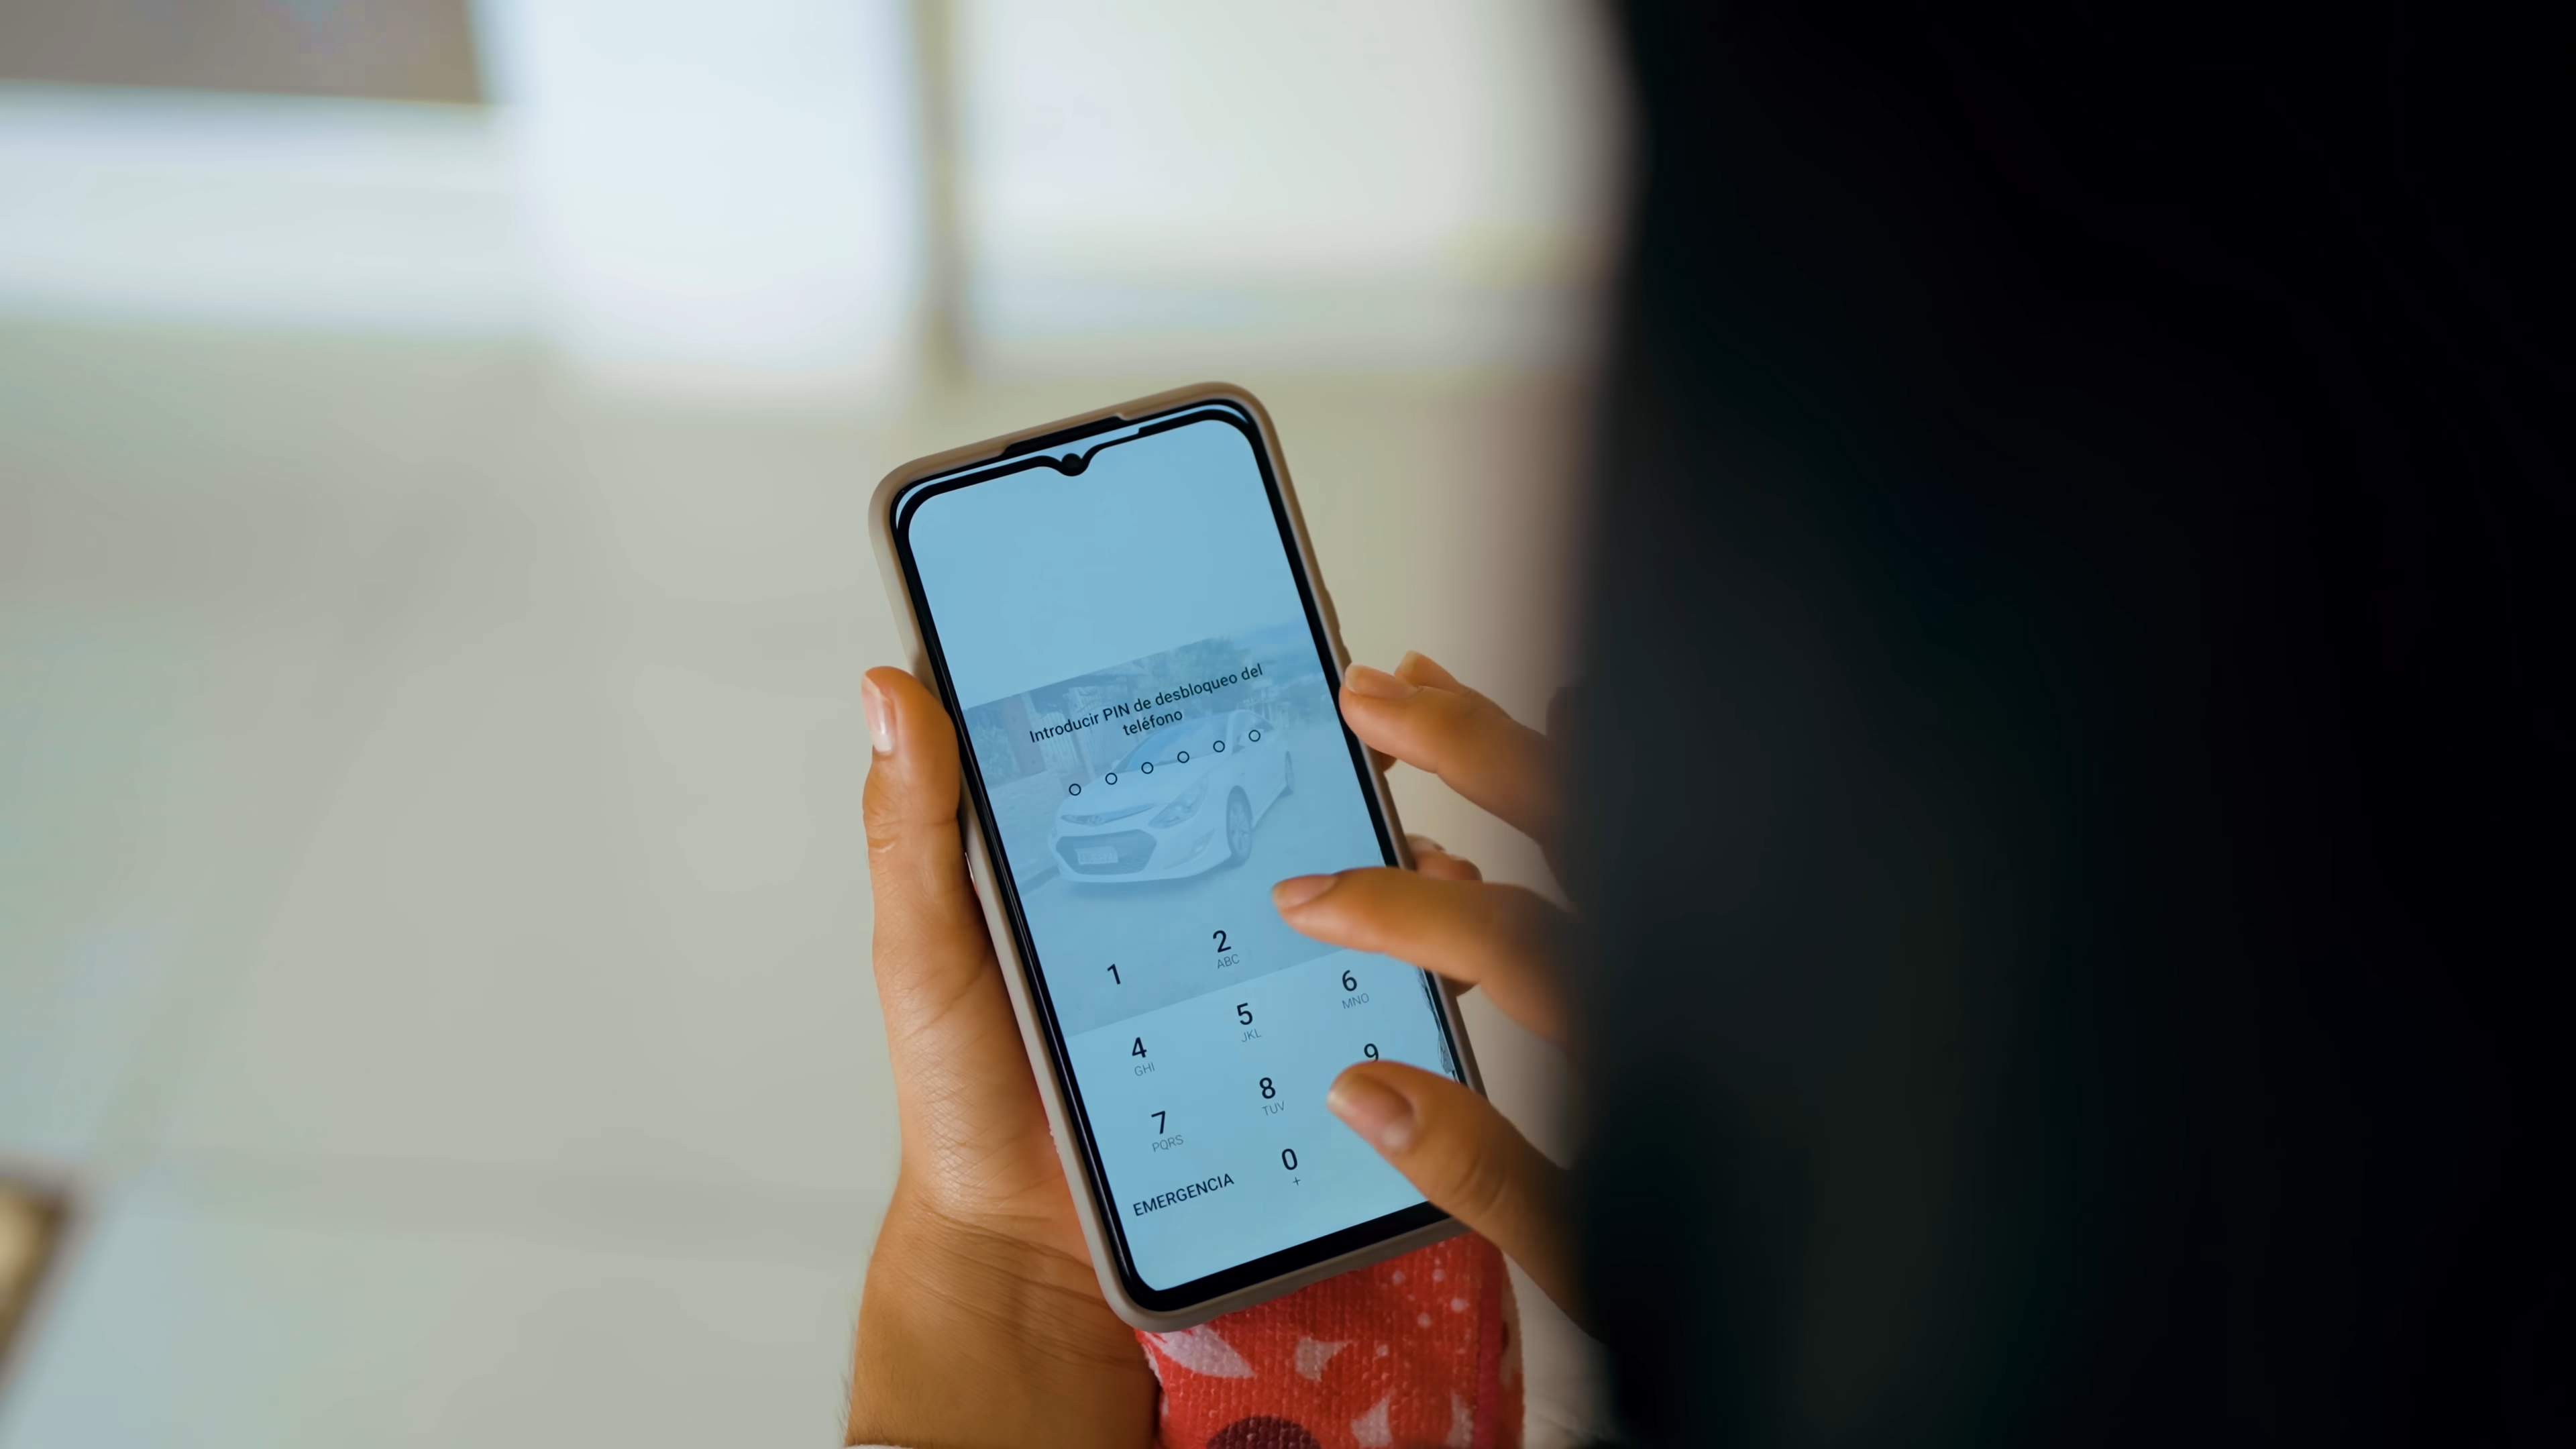 Introducir PIN de desbloqueo del
teléfono
1
2
ABC
4
GHI
5
JKL
6
MNO
7
PQRS
8
TUV
9
EMERGENCIA
0
+